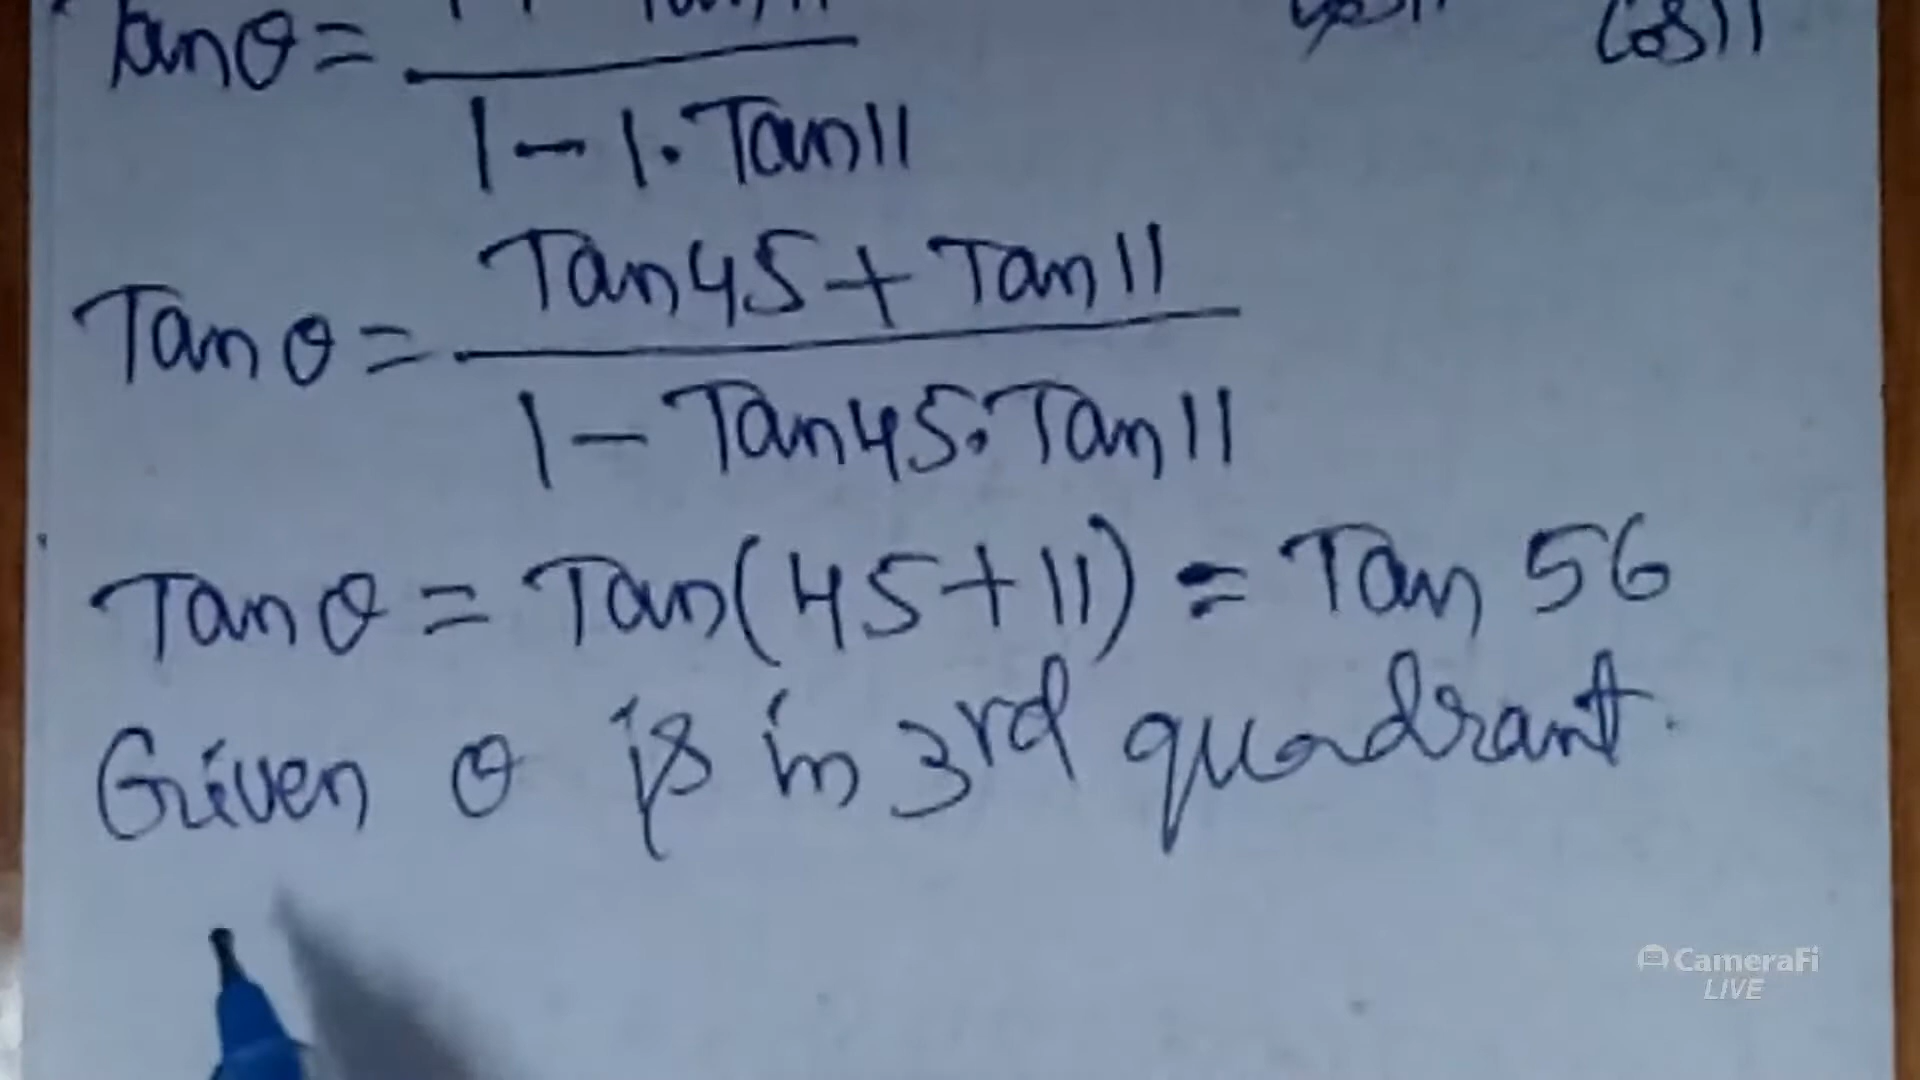 Cos11
Tanθ =
1 - 1. Tan11
Tan45 + Tan11
Tanθ =
1 - Tan45. Tan11
Tanθ = Tan(45+11) = Tan 56
Given θ is in 3rd quadrant.
CameraFi
LIVE